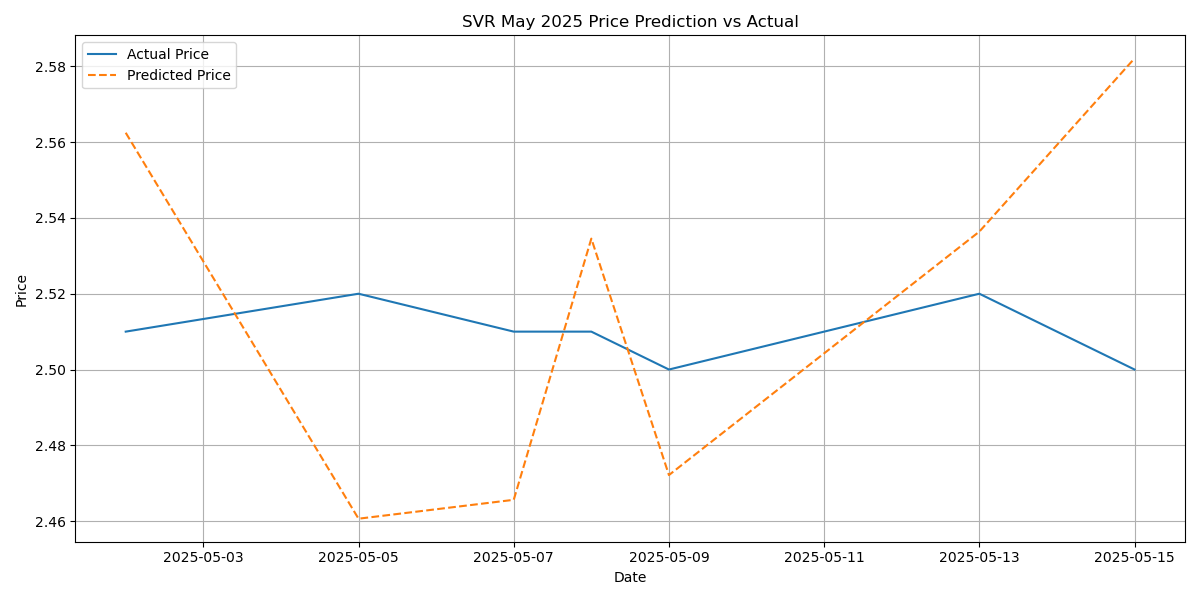 SVR May 2025 Price Prediction vs Actual
Actual Price
Predicted Price
2.58
2.56
2.54
2.52
2.50
2.48
2.46
Price
2025-05-03 2025-05-05 2025-05-07 2025-05-09 2025-05-11 2025-05-13 2025-05-15
Date